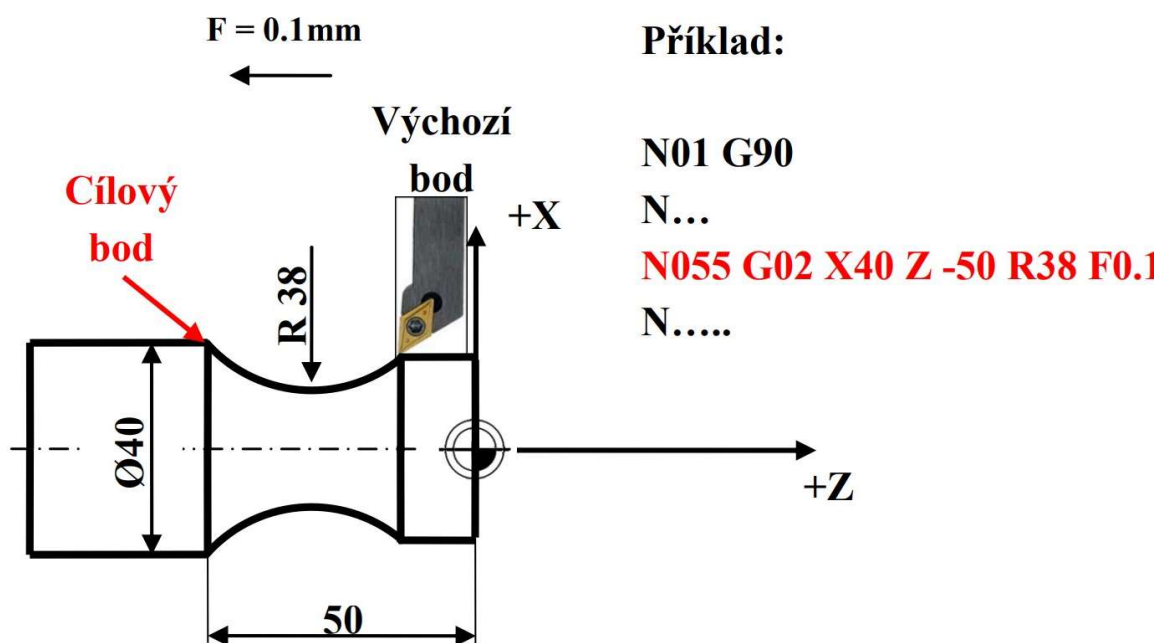 F = 0.1mm
Výchozí
bod
Cílový
bod
+X
R 38
Ø40
+Z
50
Příklad:
N01 G90
N…
N055 G02 X40 Z -50 R38 F0.1
N…..